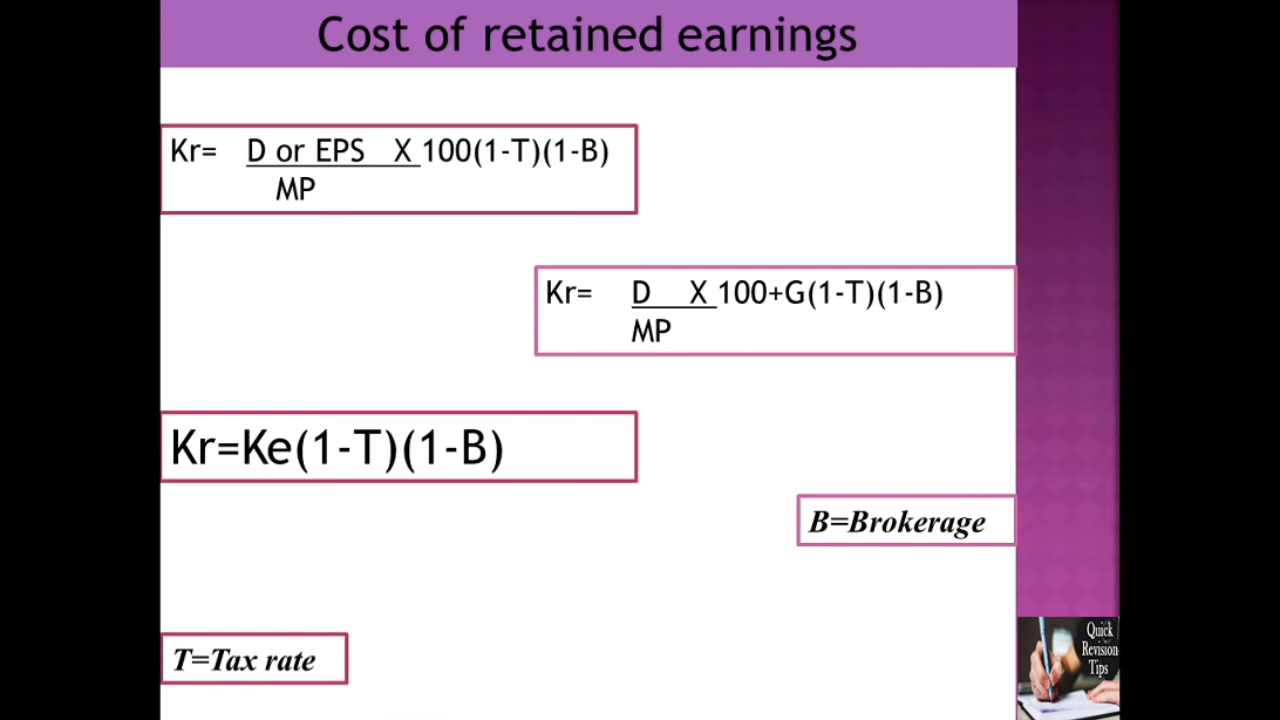 Cost of retained earnings
Kr= D or EPS X 100(1-T)(1-B)
MP
Kr= D X 100+G(1-T)(1-B)
MP
Kr=Ke(1-T)(1-B)
B=Brokerage
T=Tax rate
Quick
Revision
Tips